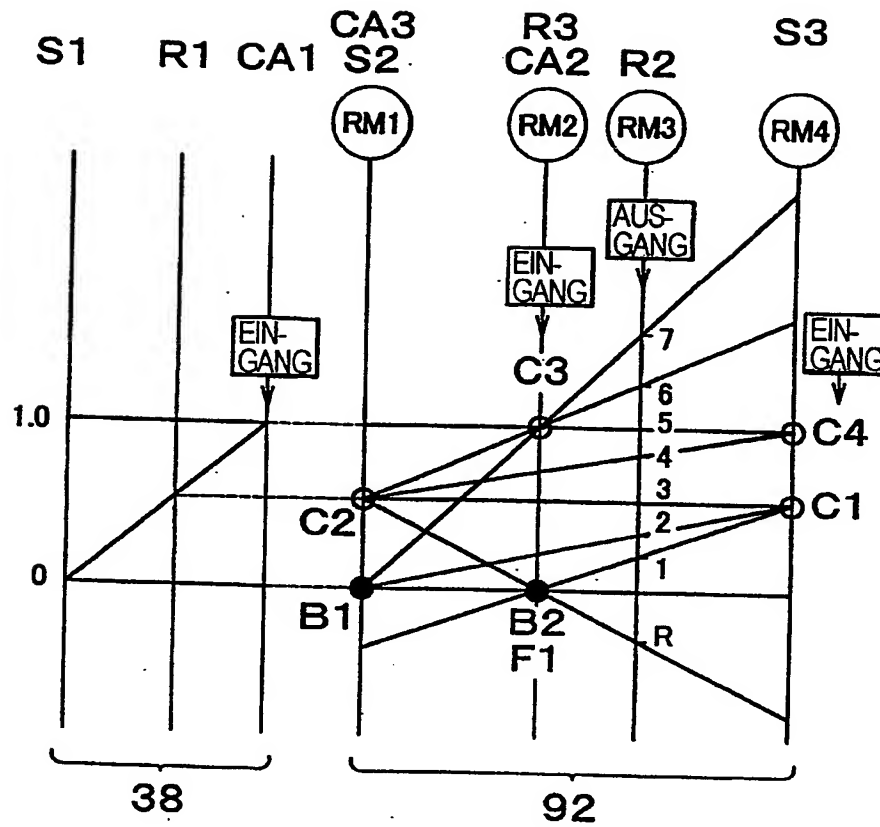 CA3
R3
S3
S1
R1
CA1
S2
CA2
R2
RM1
RM2
RM3
RM4
AUS-
GANG
EIN-
GANG
EIN-
GANG
EIN-
GANG
7
C3
6
1.0
5
C4
4
3
C2
C1
2
0
1
B1
B2
R
F1
38
92